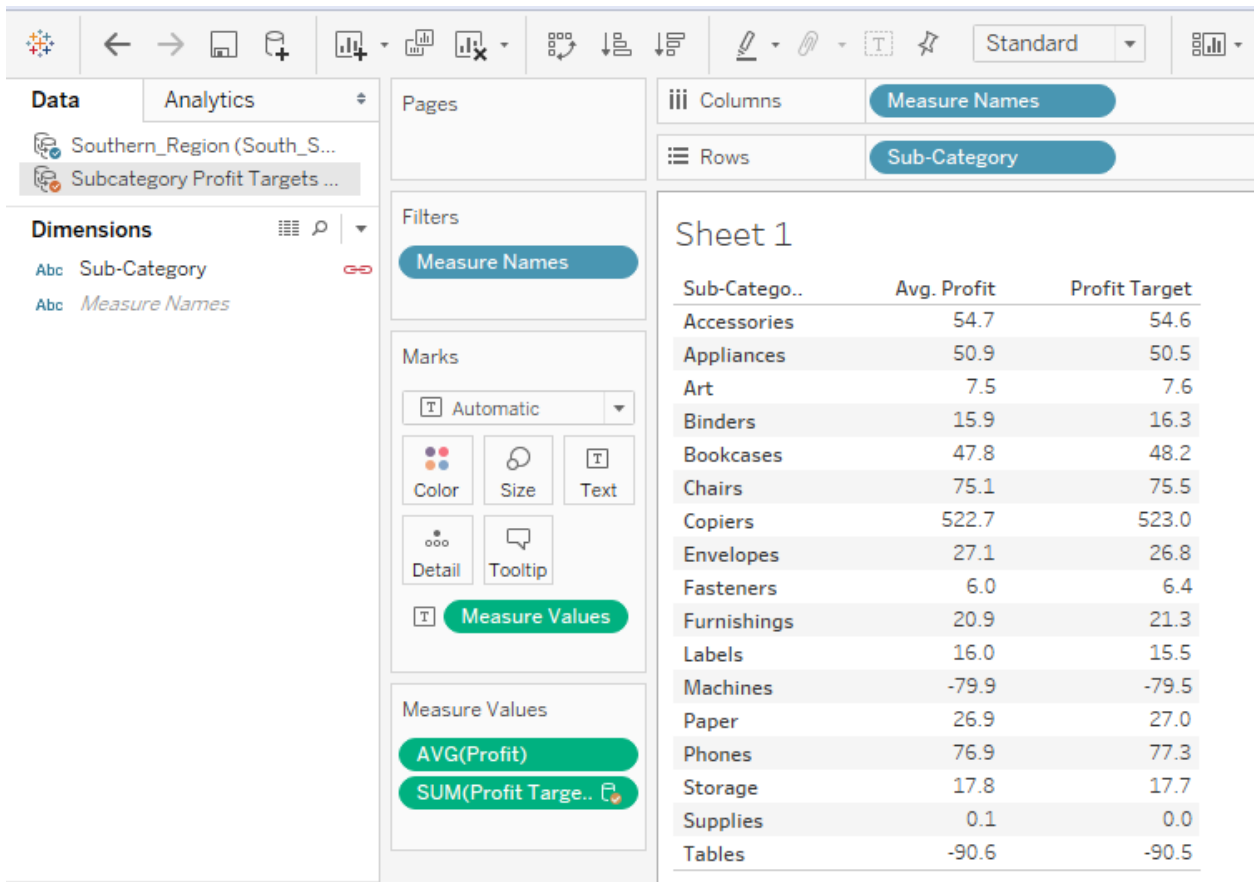 Standard
Data Analytics
Southern_Region (South_S...
Subcategory Profit Targets ...
Dimensions
Abc Sub-Category
Abc Measure Names
Pages
Filters
Measure Names
Marks
T Automatic
Color Size Text
Detail Tooltip
T Measure Values
Measure Values
AVG(Profit)
SUM(Profit Targe..
iii Columns Measure Names
Rows Sub-Category
Sheet 1
Sub-Catego.. Avg. Profit Profit Target
Accessories 54.7 54.6
Appliances 50.9 50.5
Art 7.5 7.6
Binders 15.9 16.3
Bookcases 47.8 48.2
Chairs 75.1 75.5
Copiers 522.7 523.0
Envelopes 27.1 26.8
Fasteners 6.0 6.4
Furnishings 20.9 21.3
Labels 16.0 15.5
Machines -79.9 -79.5
Paper 26.9 27.0
Phones 76.9 77.3
Storage 17.8 17.7
Supplies 0.1 0.0
Tables -90.6 -90.5